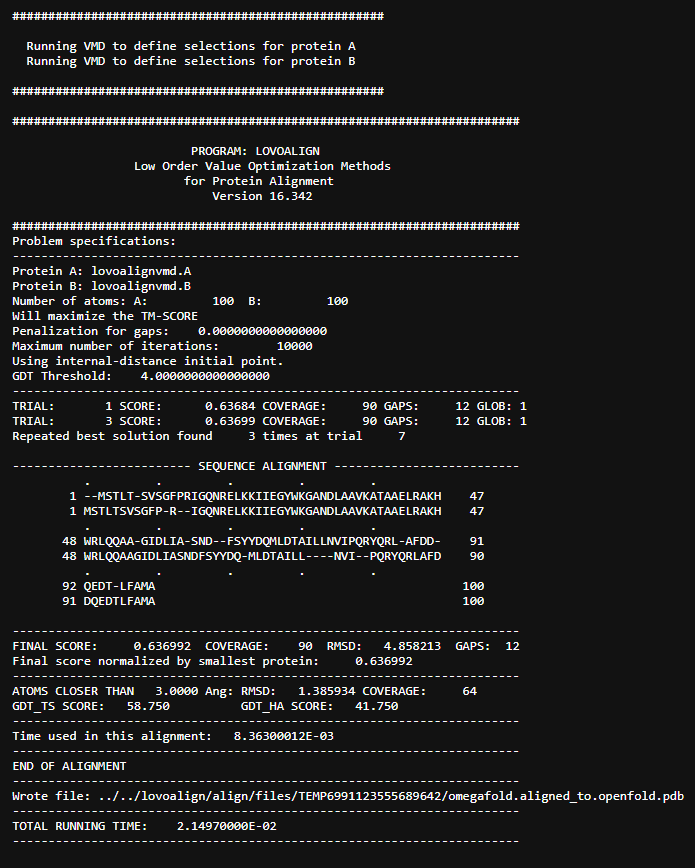 ####################################################
Running VMD to define selections for protein A
Running VMD to define selections for protein B
####################################################
#######################################################################
PROGRAM: LOVOALIGN
Low Order Value Optimization Methods
for Protein Alignment
Version 16.342
#######################################################################
Problem specifications:
-----------------------------------------------------------------------
Protein A: lovoalignvmd.A
Protein B: lovoalignvmd.B
Number of atoms: A:         100  B:         100
Will maximize the TM-SCORE
Penalization for gaps:    0.0000000000000000
Maximum number of iterations:        10000
Using internal-distance initial point.
GDT Threshold:    4.0000000000000000
-----------------------------------------------------------------------
TRIAL:       1 SCORE:      0.63684 COVERAGE:     90 GAPS:     12 GLOB: 1
TRIAL:       3 SCORE:      0.63699 COVERAGE:     90 GAPS:     12 GLOB: 1
Repeated best solution found     3 times at trial     7
------------------------- SEQUENCE ALIGNMENT --------------------------
.         .         .         .         .
1 --MSTLT-SVSGFPRIGQNRELKKIIEGYWKGANDLAAVKATAAELRAKH    47
1 MSTLTSVSGFP-R--IGQNRELKKIIEGYWKGANDLAAVKATAAELRAKH    47
.         .         .         .         .
48 WRLQQAA-GIDLIA-SND--FSYYDQMLDTAILLNVIPQRYQRL-AFDD-    91
48 WRLQQAAGIDLIASNDFSYYDQ-MLDTAILL----NVI--PQRYQRLAFD    90
.         .         .         .         .
92 QEDT-LFAMA                                           100
91 DQEDTLFAMA                                           100
-----------------------------------------------------------------------
FINAL SCORE:     0.636992  COVERAGE:    90  RMSD:   4.858213  GAPS:  12
Final score normalized by smallest protein:     0.636992
-----------------------------------------------------------------------
ATOMS CLOSER THAN   3.0000 Ang: RMSD:   1.385934 COVERAGE:     64
GDT_TS SCORE:   58.750          GDT_HA SCORE:   41.750
-----------------------------------------------------------------------
Time used in this alignment:   8.36300012E-03
-----------------------------------------------------------------------
END OF ALIGNMENT
-----------------------------------------------------------------------
Wrote file: ../../lovoalign/align/files/TEMP6991123555689642/omegafold.aligned_to.openfold.pdb
-----------------------------------------------------------------------
TOTAL RUNNING TIME:    2.14970000E-02
-----------------------------------------------------------------------